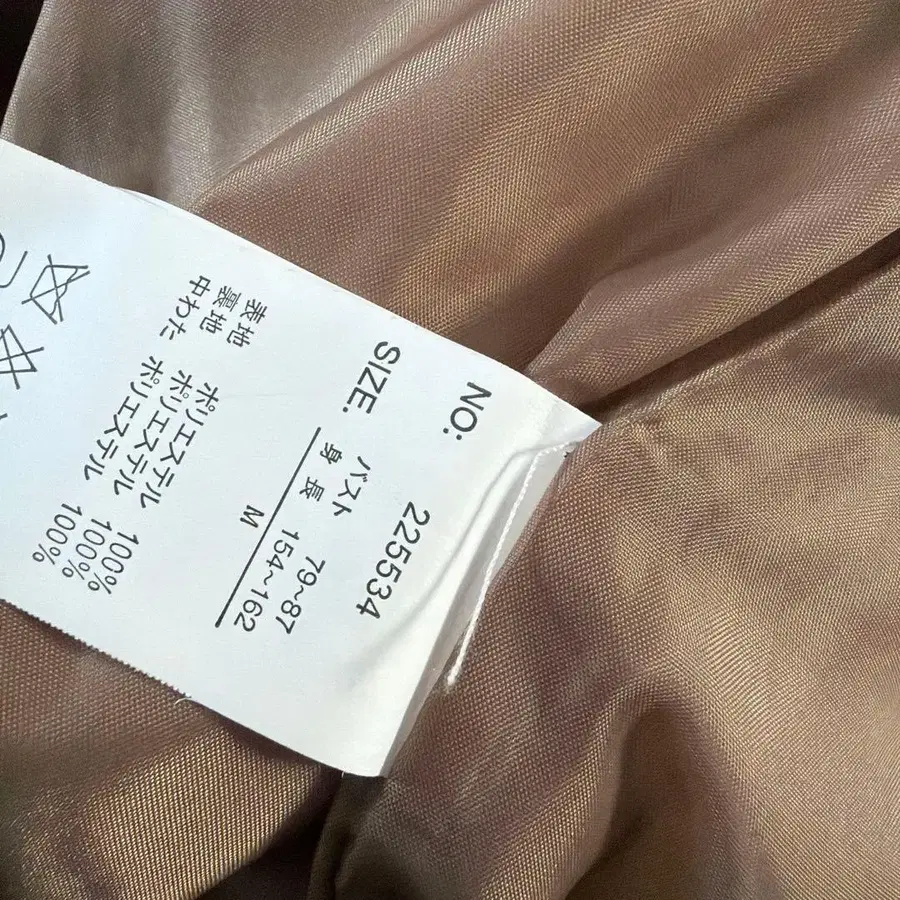 NO: 225534
SIZE. バスト 79~87
身長 154~162
M
表地 ポリエステル 100%
裏地 ポリエステル 100%
中わた ポリエステル 100%